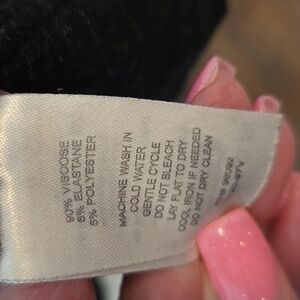 90% VISCOSE
5% ELASTANE
5% POLYESTER
MACHINE WASH IN
COLD WATER
GENTLE CYCLE
DO NOT BLEACH
LAY FLAT TO DRY
COOL IRON IF NEEDED
DO NOT DRY CLEAN